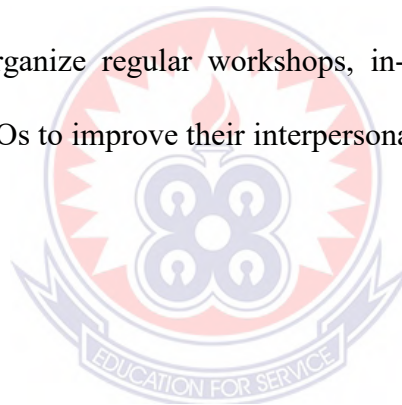 rganize regular workshops, in-
Os to improve their interpersona
EDUCATION FOR SERVICE